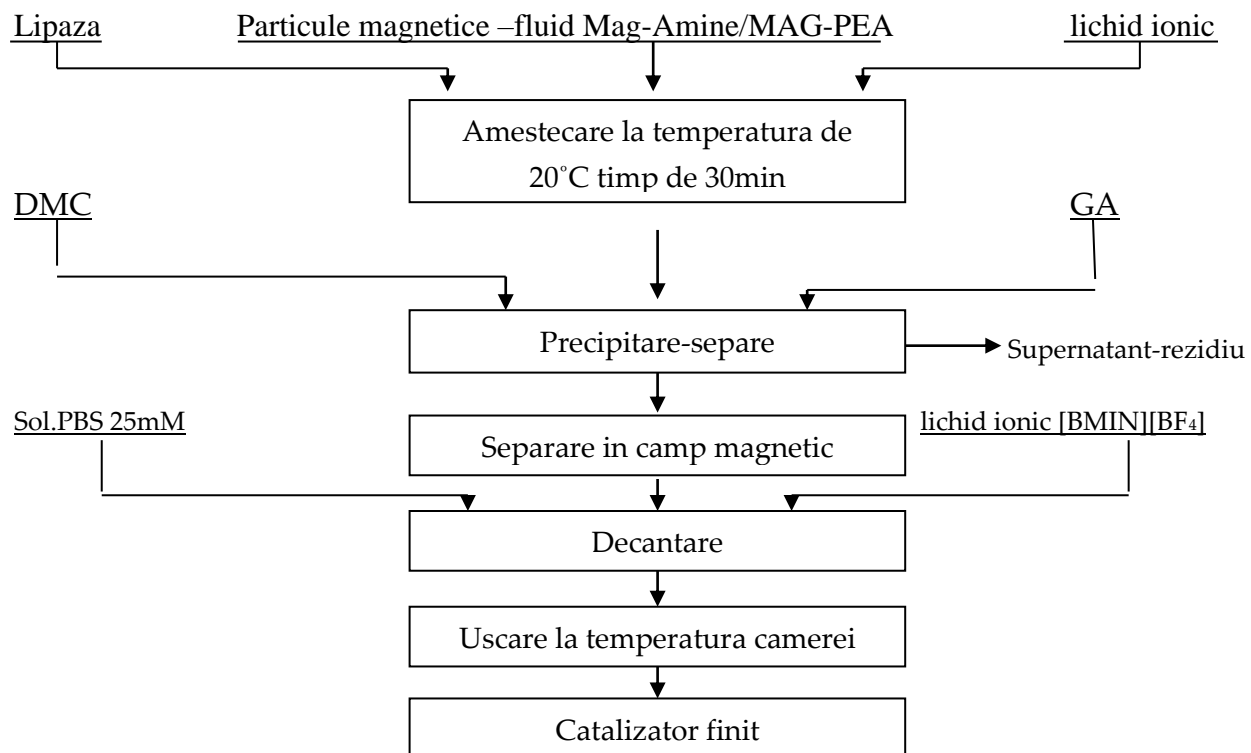 Lipaza
Particule magnetice –fluid Mag-Amine/MAG-PEA
lichid ionic
Amestecare la temperatura de
20°C timp de 30min
DMC
GA
Precipitare-separe
Supernatant-rezidiu
Sol.PBS 25mM
lichid ionic [BMIN][BF₄]
Separare in camp magnetic
Decantare
Uscare la temperatura camerei
Catalizator finit